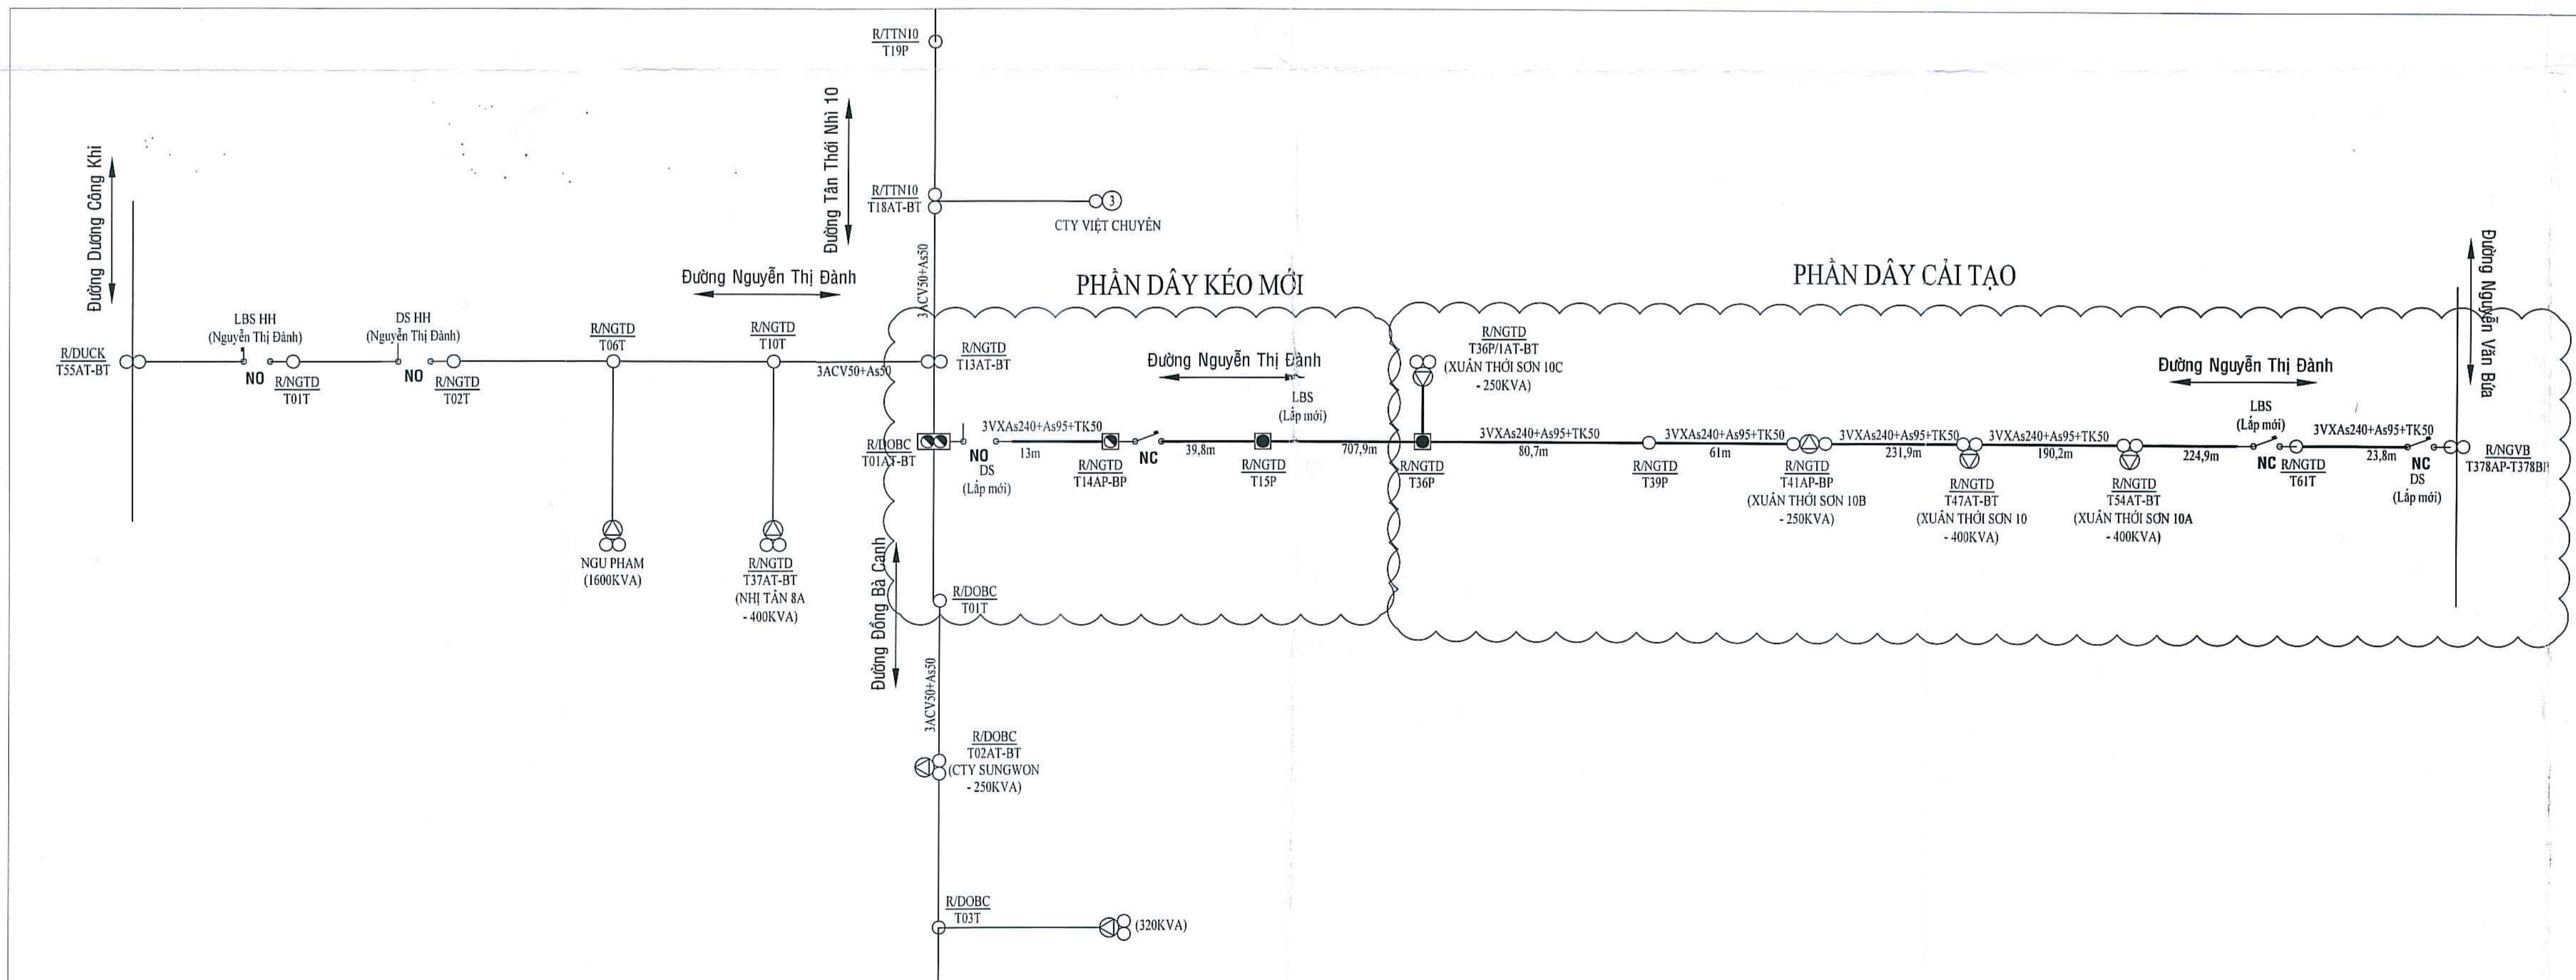 R/TTN10
T19P
Đường Tân Thới Nhì 10
Đường Dương Công Khi
R/TTN10
T18AT-BT
3
CTY VIỆT CHUYÊN
3ACV50+As50
Đường Nguyễn Thị Đành
PHẦN DÂY KÉO MỚI
PHẦN DÂY CẢI TẠO
Đường Nguyễn Văn Bứa
R/DUCK
T55AT-BT
LBS HH
(Nguyễn Thị Đành)
NO
R/NGTD
T01T
DS HH
(Nguyễn Thị Đành)
NO
R/NGTD
T02T
R/NGTD
T06T
R/NGTD
T10T
3ACV50+As50
R/NGTD
T13AT-BT
NGU PHAM
(1600KVA)
R/NGTD
T37AT-BT
(NHỊ TÂN 8A
- 400KVA)
Đường Nguyễn Thị Đành
R/DOBC
T01AT-BT
NO
DS
(Lắp mới)
3VXAs240+As95+TK50
13m
R/NGTD
T14AP-BP
NC
39,8m
R/NGTD
T15P
LBS
(Lắp mới)
707,9m
R/NGTD
T36P/1AT-BT
(XUÂN THỚI SƠN 10C
- 250KVA)
R/NGTD
T36P
3VXAs240+As95+TK50
80,7m
R/NGTD
T39P
3VXAs240+As95+TK50
61m
R/NGTD
T41AP-BP
(XUÂN THỚI SƠN 10B
- 250KVA)
3VXAs240+As95+TK50
231,9m
R/NGTD
T47AT-BT
(XUÂN THỚI SƠN 10
- 400KVA)
3VXAs240+As95+TK50
190,2m
R/NGTD
T54AT-BT
(XUÂN THỚI SƠN 10A
- 400KVA)
Đường Nguyễn Thị Đành
224,9m
LBS
(Lắp mới)
NC
R/NGTD
T61T
3VXAs240+As95+TK50
23,8m
NC
DS
(Lắp mới)
R/NGVB
T378AP-T378BP
Đường Đồng Bà Canh
R/DOBC
T01T
3ACV50+As50
R/DOBC
T02AT-BT
(CTY SUNGWON
- 250KVA)
R/DOBC
T03T
(320KVA)